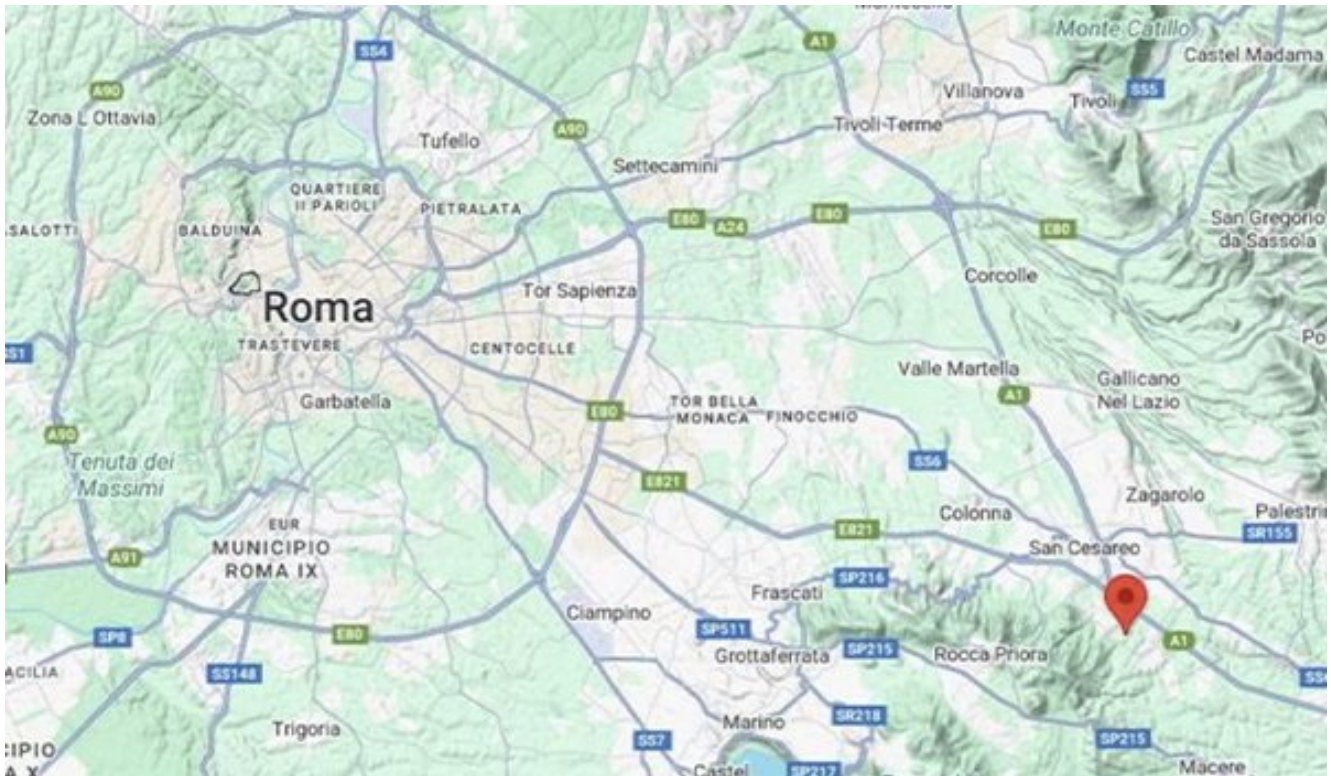 SS4
A1
Monte Catillo
Castel Madama
A90
Villanova
Tivoli
SS5
Zona L Ottavia
A90
Tivoli Terme
Tufello
Settecamini
QUARTIERE
II PARIOLI
PIETRALATA
E80
A24
E80
E80
San Gregorio
da Sassola
BALDUINA
Corcolle
Tor Sapienza
Roma
TRASTEVERE
CENTOCELLE
SS1
Valle Martella
Gallicano
Nel Lazio
A1
Garbatella
E80
TOR BELLA
MONACA
FINOCCHIO
A90
Tenuta dei
Massimi
SS6
E821
Zagarolo
Colonna
EUR
MUNICIPIO
ROMA IX
E821
SR155
San Cesareo
A91
SP216
Frascati
Ciampino
SP8
E80
SP511
Grottaferrata
SP215
Rocca Priora
A1
SS148
Trigoria
Marino
SR218
SS7
SP215
Castel
SP217
Macere